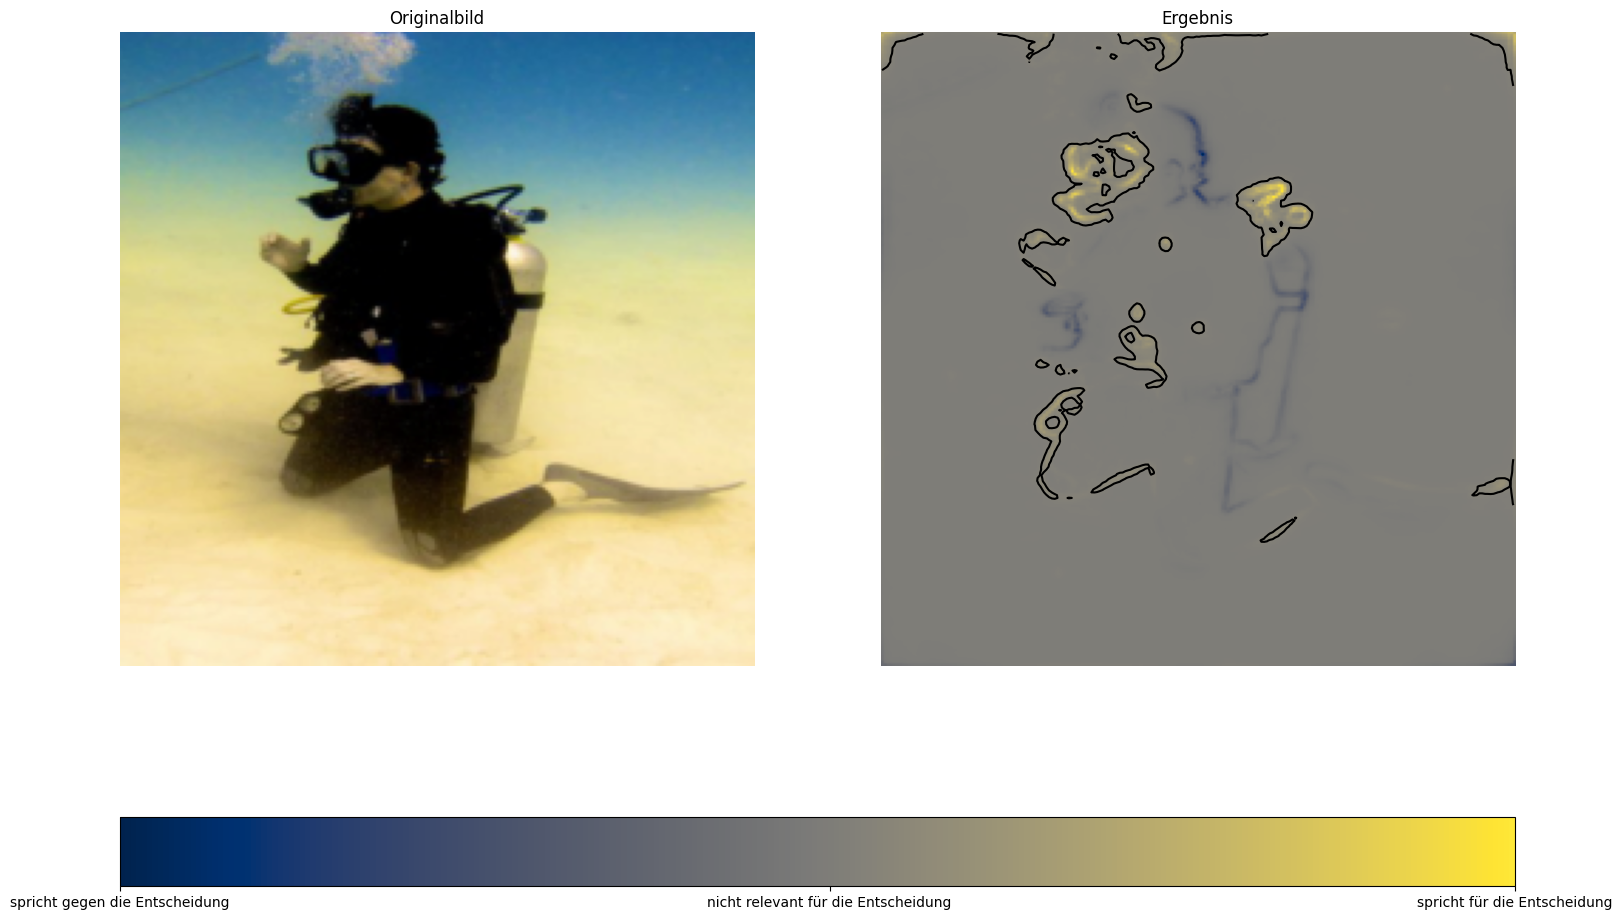 Originalbild
Ergebnis
spricht gegen die Entscheidung
nicht relevant für die Entscheidung
spricht für die Entscheidung